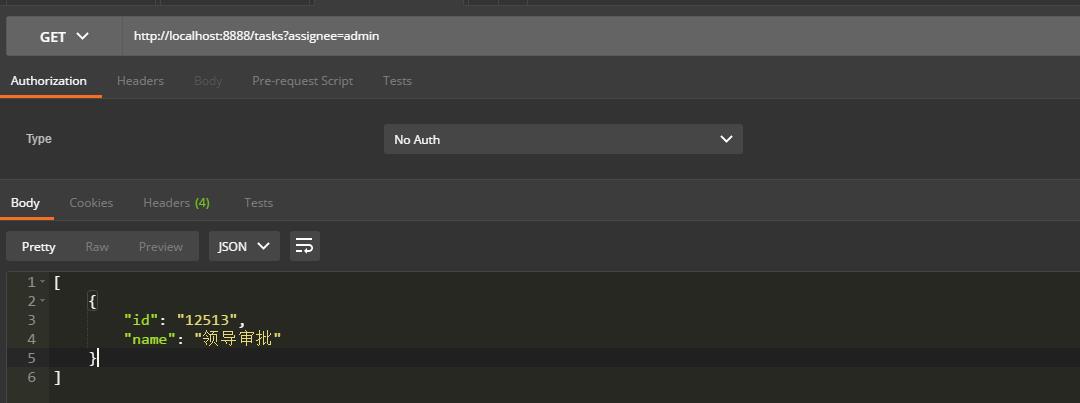 GET http://localhost:8888/tasks?assignee=admin
Authorization Headers Body Pre-request Script Tests
Type No Auth
Body Cookies Headers (4) Tests
Pretty Raw Preview JSON
1 [
2 {
3 "id": "12513",
4 "name": "领导审批"
5 }
6 ]